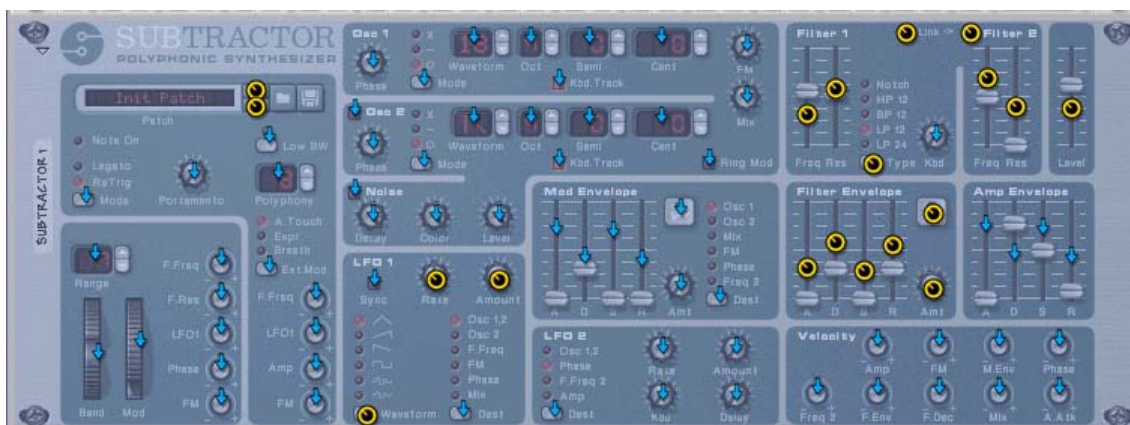 SUBTRACTOR
POLYPHONIC SYNTHESIZER
Init Patch
Patch
Note On
Low BW
Legato
ReTrig
Mode
Portamento
Polyphony
SUBTRACTOR 1
Range
Bend Mod
F.Freq
F.Res
LFO1
Phase
FM
A.Touch
Expr
Breath
Ext.Mod
F.Freq
LFO1
Amp
FM
Osc 1
Phase
X
–
O
Mode
Waveform Oct Semi Cent
Kbd.Track
FM
Osc 2
Phase
X
–
O
Mode
Waveform Oct Semi Cent
Kbd.Track
Mix
Ring Mod
Noise
Decay Color Level
LFO 1
Sync Rate Amount
Osc 1,2
Osc 2
F.Freq
FM
Phase
Mix
Waveform Dest
Mod Envelope
A D S R Amt
Osc 1
Osc 2
Mix
FM
Phase
Freq 2
Dest
LFO 2
Osc 1,2
Phase
F.Freq 2
Amp
Dest
Rate Amount
Delay
Filter 1
Link ->
Filter 2
Notch
HP 12
BP 12
LP 12
LP 24
Freq Res Type Kbd
Freq Res
Level
Filter Envelope
A D S R Amt
Amp Envelope
A D S R
Velocity
Amp FM M.Env Phase
Freq 2 F.Env F.Dec Mix A.Atk